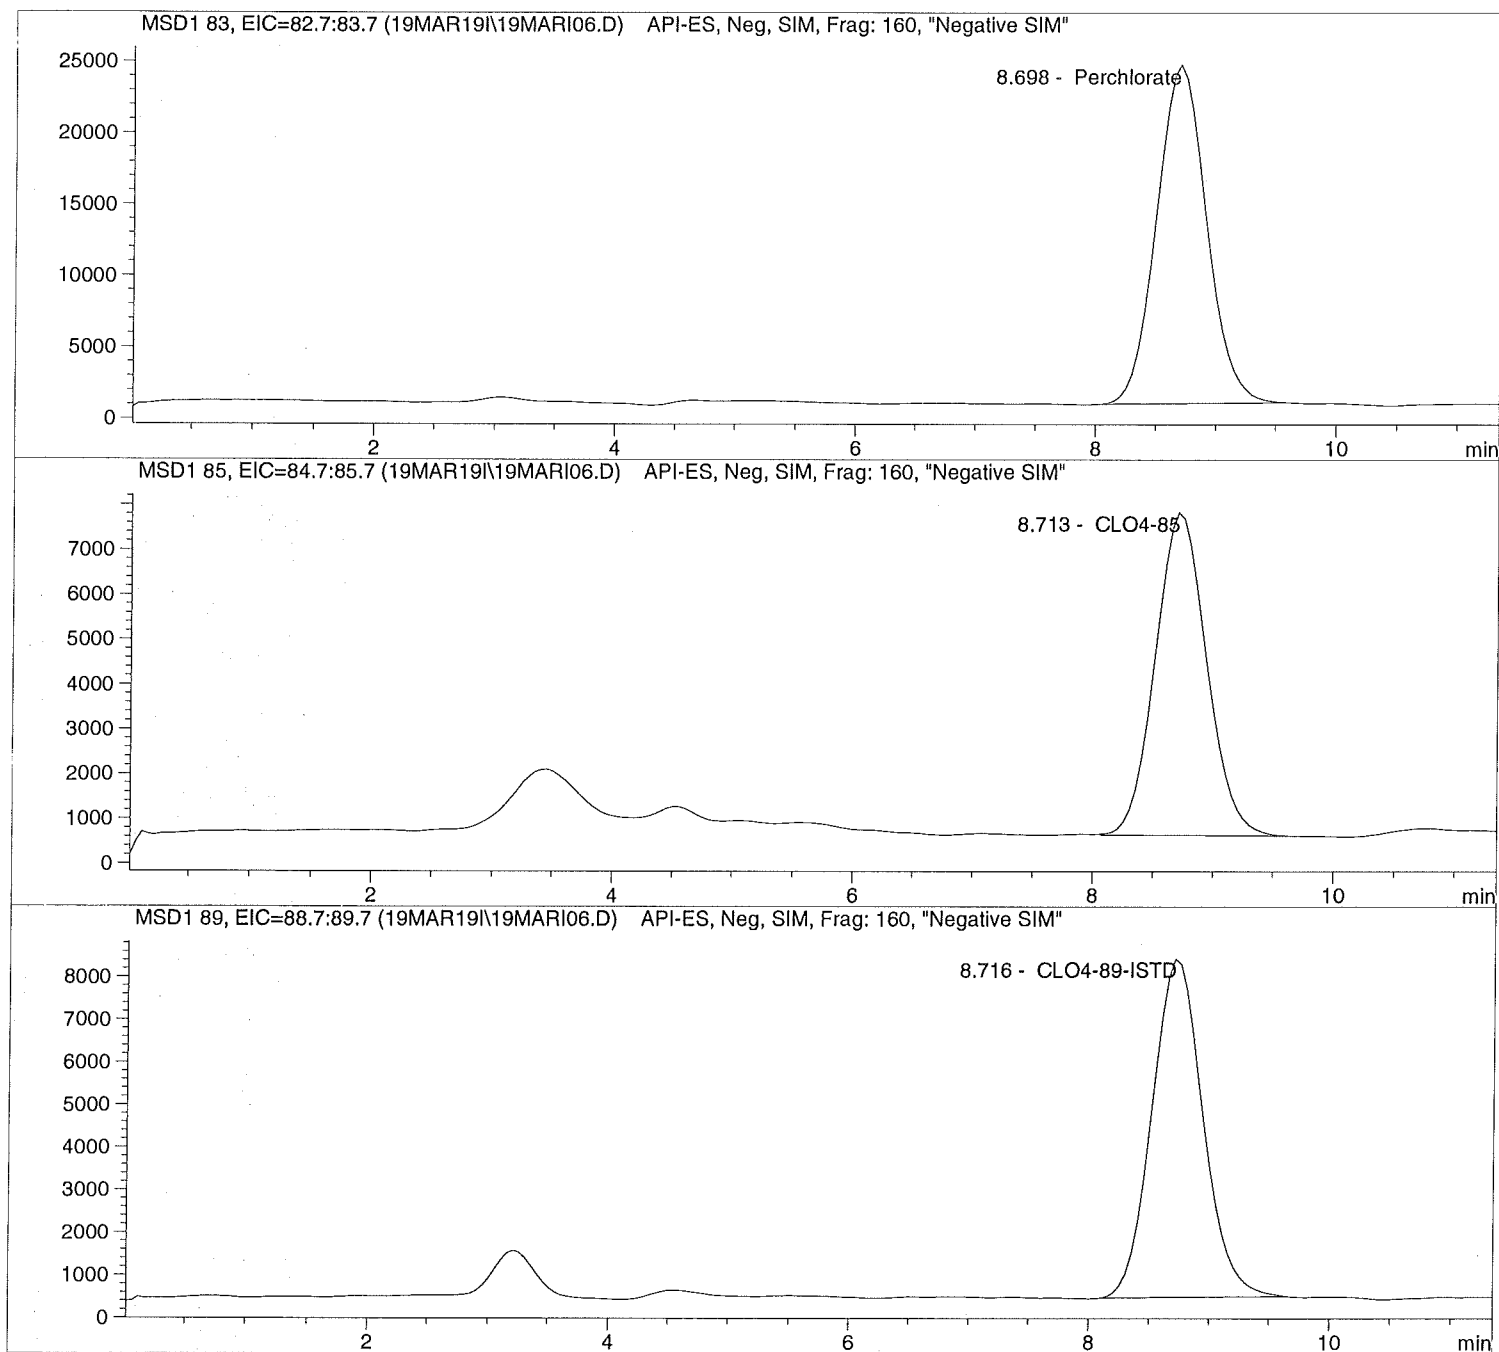 MSD1 83, EIC=82.7:83.7 (19MAR19I\19MARI06.D) API-ES, Neg, SIM, Frag: 160, "Negative SIM"
25000
8.698 - Perchlorate
20000
15000
10000
5000
0
2 4 6 8 10 min
MSD1 85, EIC=84.7:85.7 (19MAR19I\19MARI06.D) API-ES, Neg, SIM, Frag: 160, "Negative SIM"
8.713 - CLO4-85
7000
6000
5000
4000
3000
2000
1000
0
2 4 6 8 10 min
MSD1 89, EIC=88.7:89.7 (19MAR19I\19MARI06.D) API-ES, Neg, SIM, Frag: 160, "Negative SIM"
8.716 - CLO4-89-ISTD
8000
7000
6000
5000
4000
3000
2000
1000
0
2 4 6 8 10 min